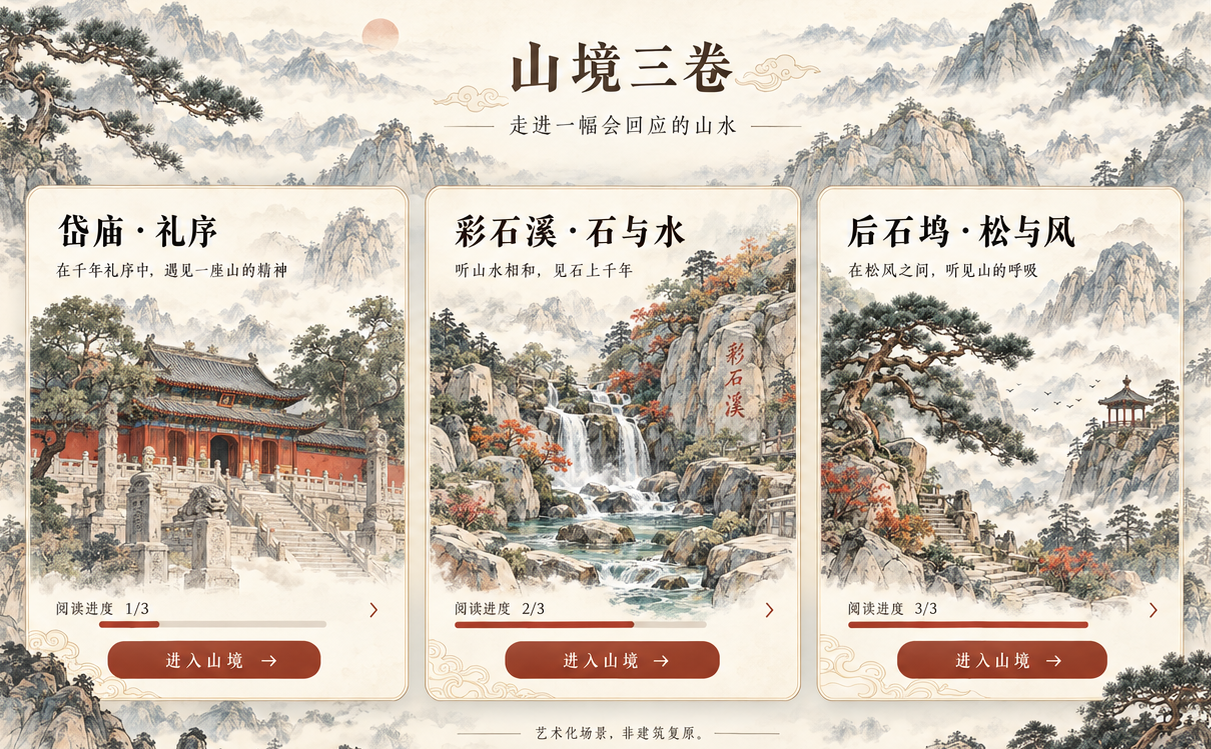 山境三卷
走进一幅会回应的山水
岱庙·礼序
在千年礼序中，遇见一座山的精神
阅读进度 1/3
进入山境 →
彩石溪·石与水
听山水相和，见石上千年
彩石溪
阅读进度 2/3
进入山境 →
后石坞·松与风
在松风之间，听见山的呼吸
阅读进度 3/3
进入山境 →
艺术化场景，非建筑复原。